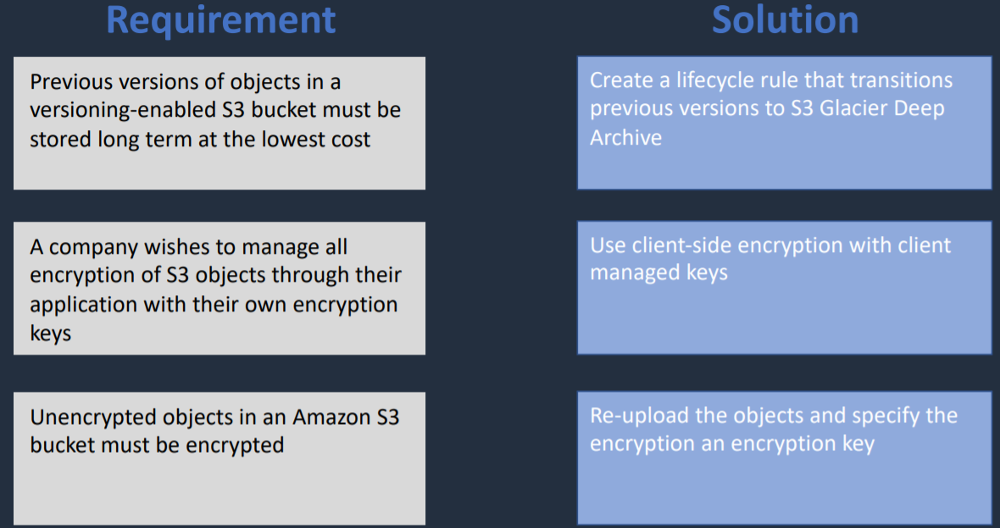 Requirement
Solution
Previous versions of objects in a
versioning-enabled S3 bucket must be
stored long term at the lowest cost
Create a lifecycle rule that transitions
previous versions to S3 Glacier Deep
Archive
A company wishes to manage all
encryption of S3 objects through their
application with their own encryption
keys
Use client-side encryption with client
managed keys
Unencrypted objects in an Amazon S3
bucket must be encrypted
Re-upload the objects and specify the
encryption an encryption key